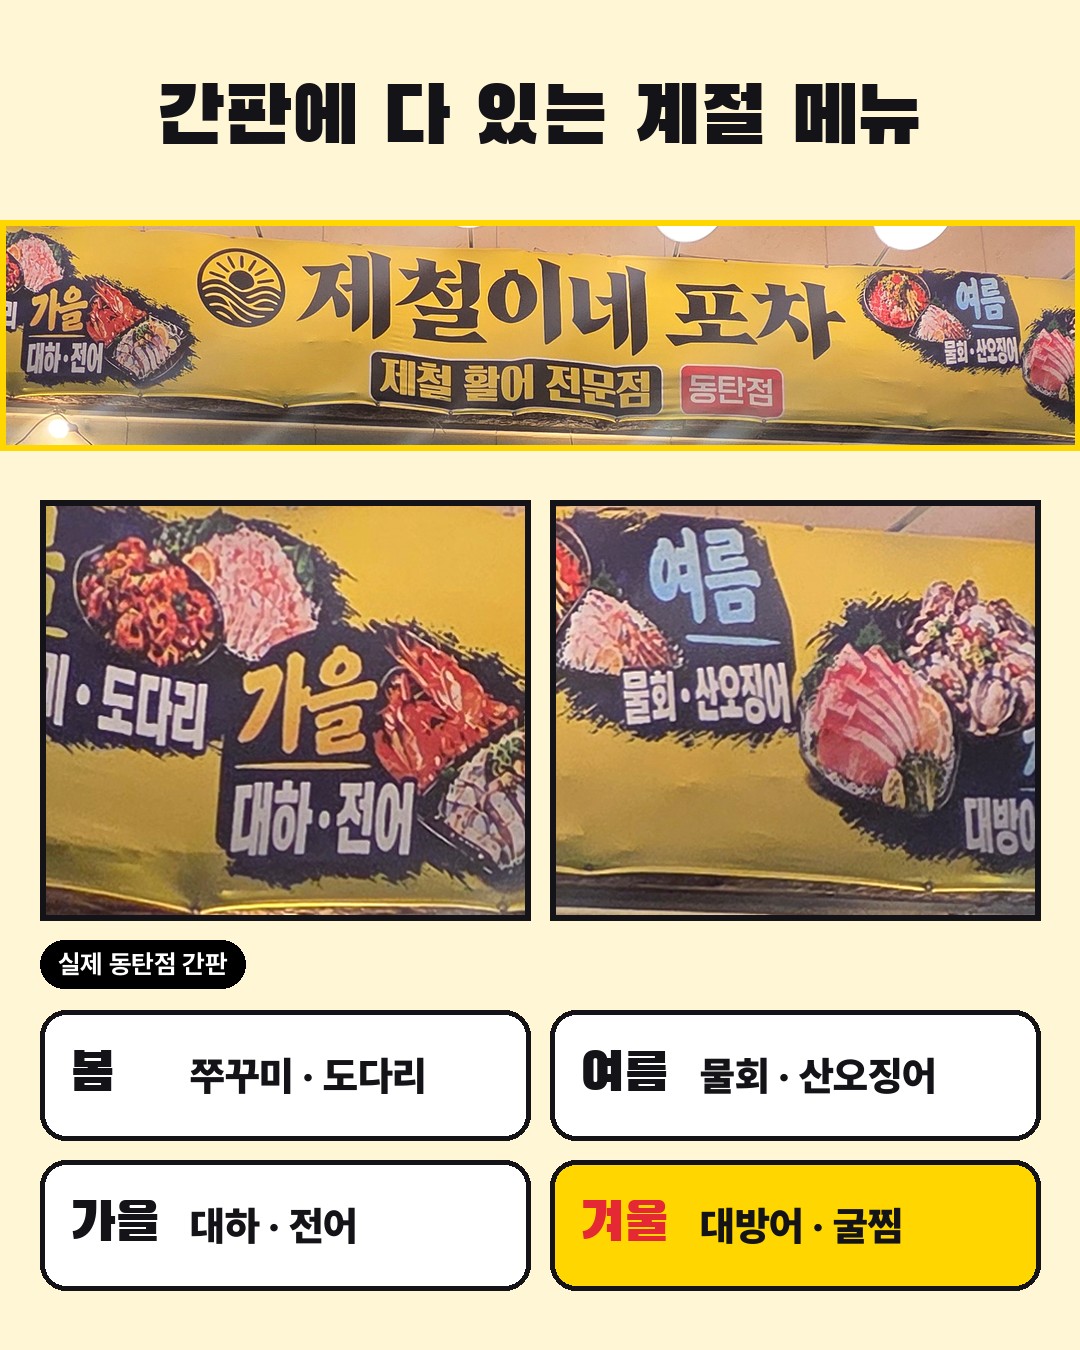 간판에 다 있는 계절 메뉴
제철이네 포차
가을
대하·전어
여름
물회·산오징어
제철 활어 전문점 동탄점
미·도다리
가을
대하·전어
여름
물회·산오징어
대방어
실제 동탄점 간판
봄 쭈꾸미·도다리
여름 물회·산오징어
가을 대하·전어
겨울 대방어·굴찜